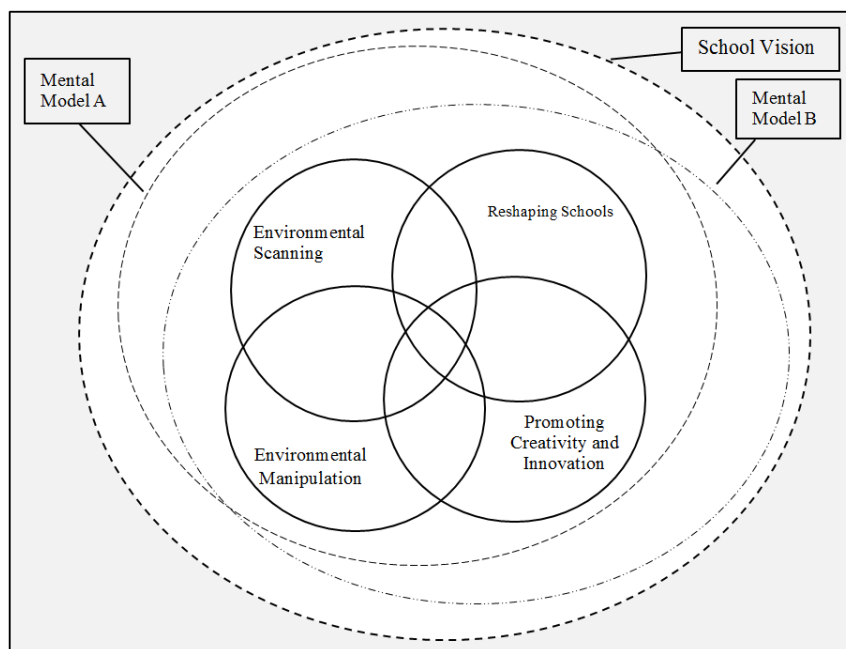 School Vision
Mental
Model A
Mental
Model B
Reshaping Schools
Environmental
Scanning
Promoting
Creativity and
Innovation
Environmental
Manipulation